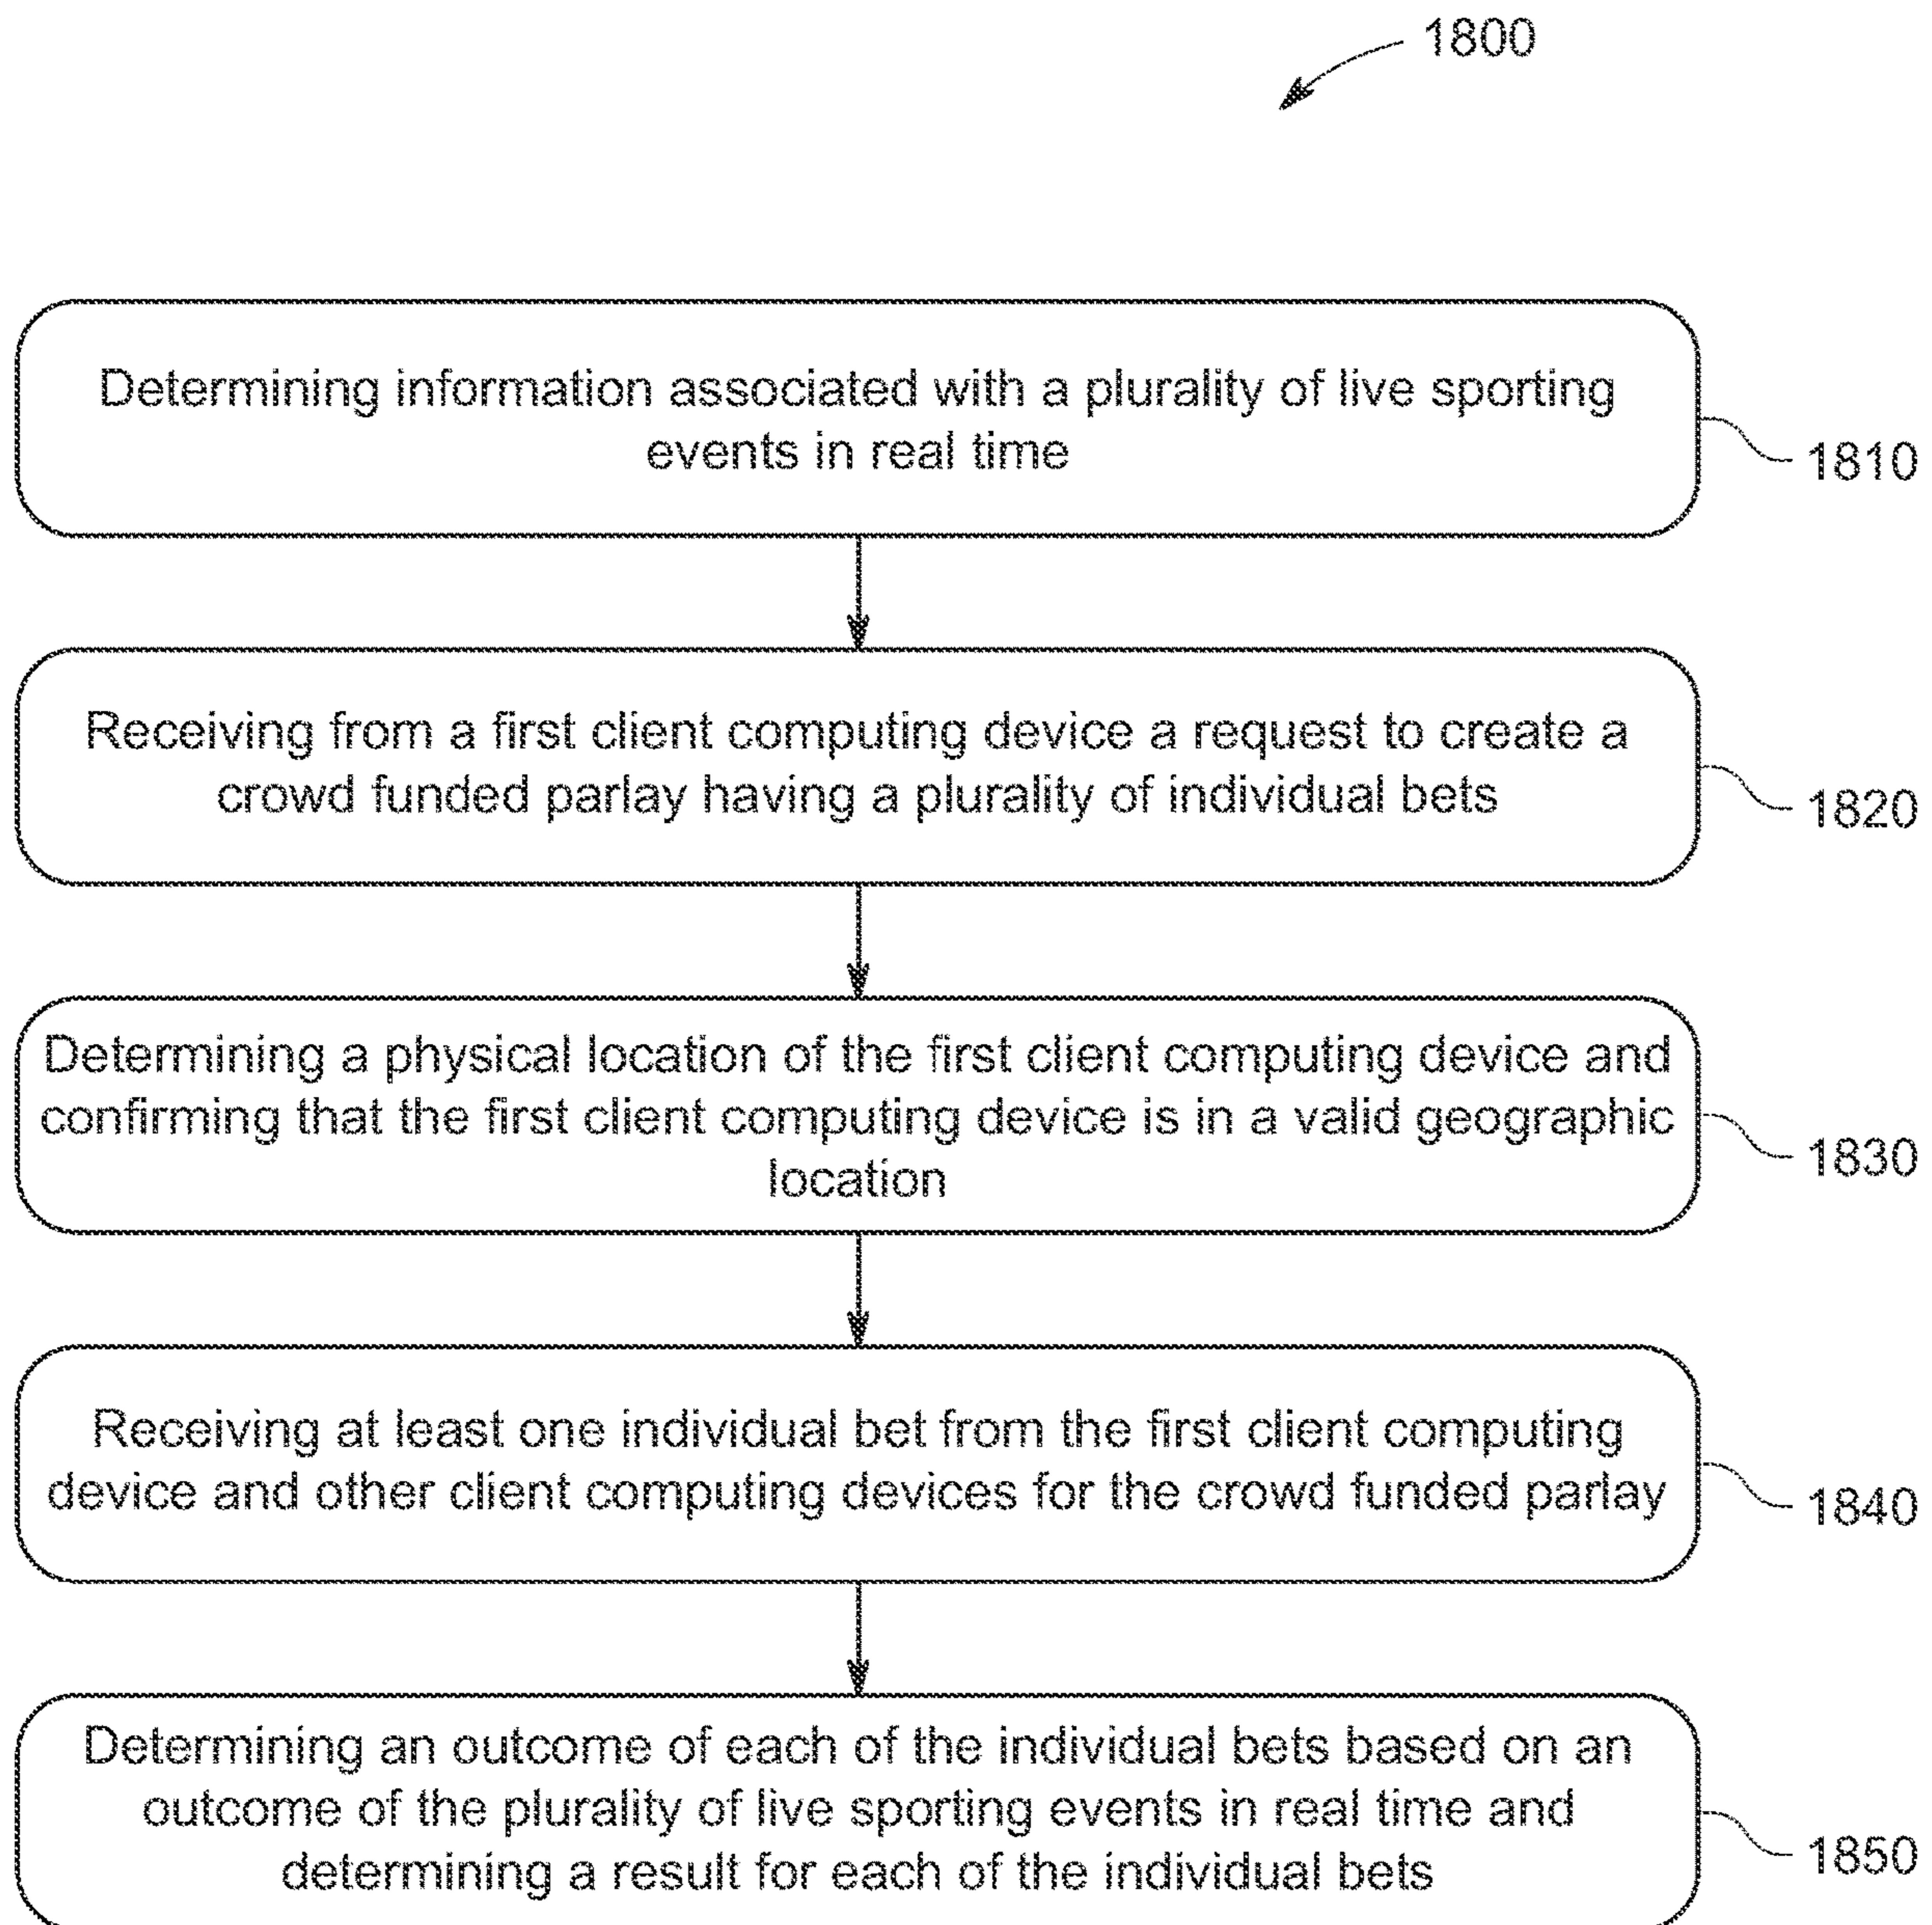 1800
Determining information associated with a plurality of live sporting
events in real time
1810
Receiving from a first client computing device a request to create a
crowd funded parlay having a plurality of individual bets
1820
Determining a physical location of the first client computing device and
confirming that the first client computing device is in a valid geographic
location
1830
Receiving at least one individual bet from the first client computing
device and other client computing devices for the crowd funded parlay
1840
Determining an outcome of each of the individual bets based on an
outcome of the plurality of live sporting events in real time and
determining a result for each of the individual bets
1850